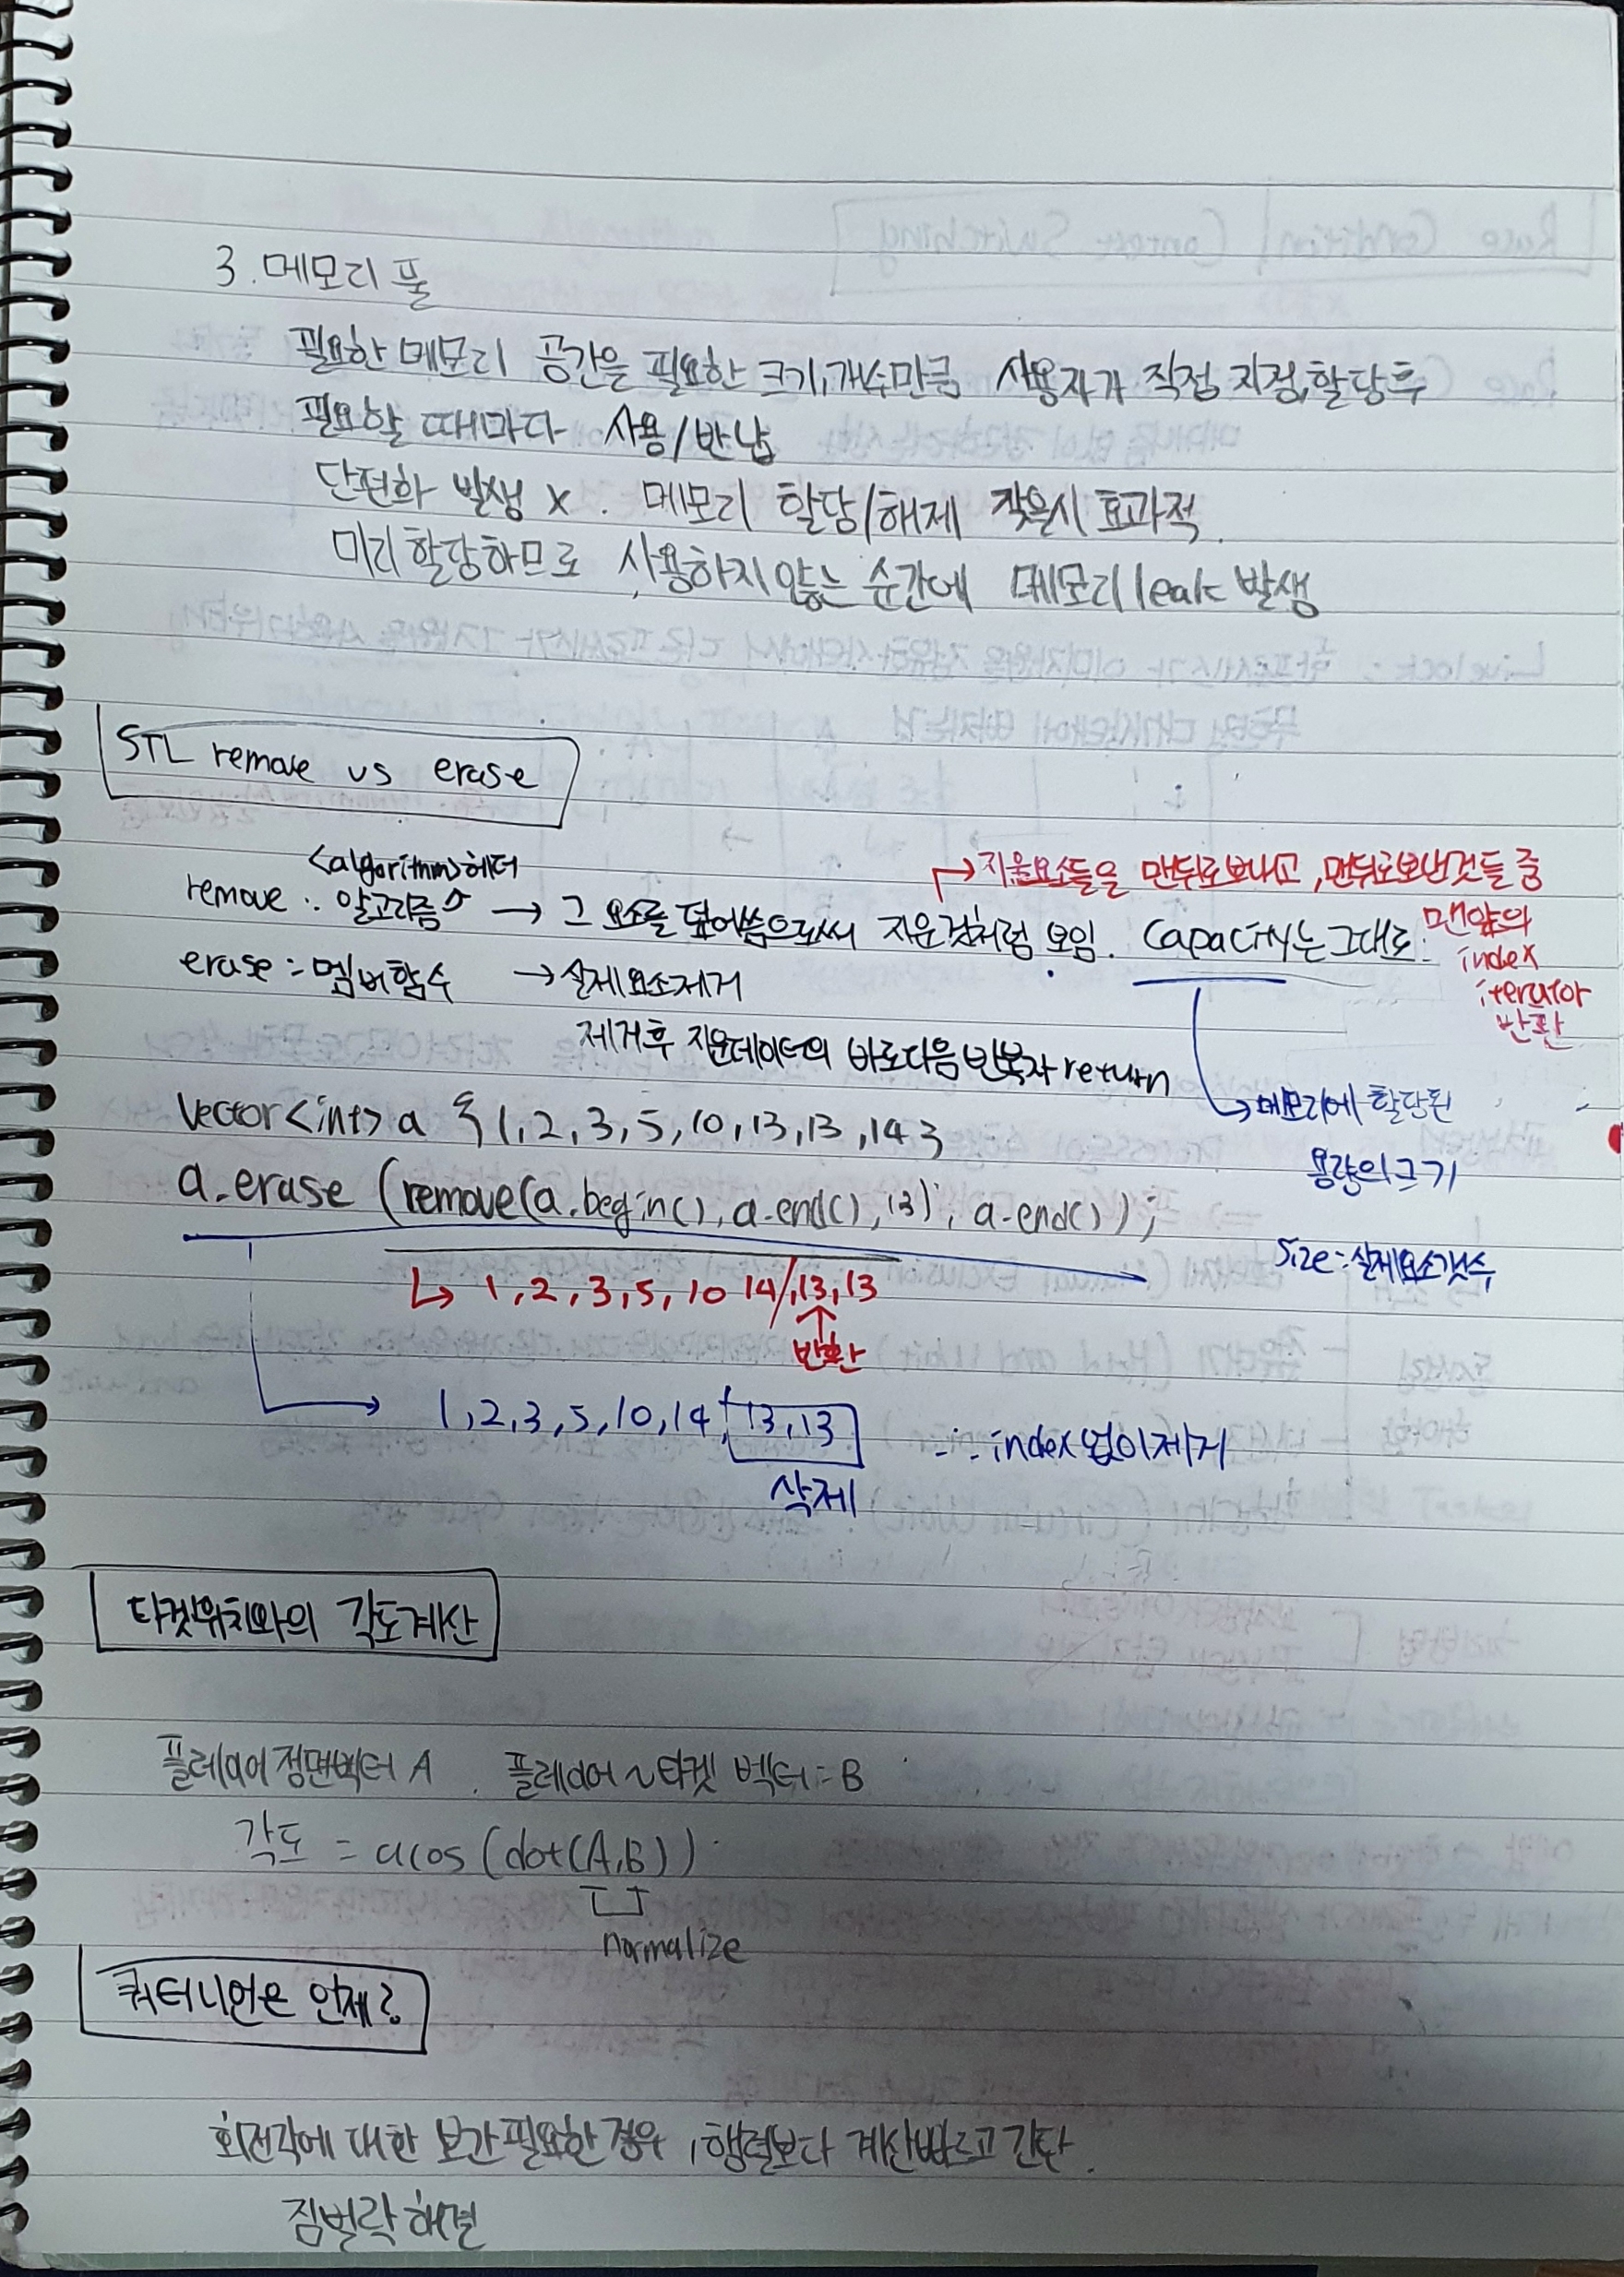 3. 메모리 풀
필요한 메모리 공간을 필요한 크기, 개수만큼 사용자가 직접 지정, 할당후
필요할 때마다 사용/반납
단편화 발생 x. 메모리 할당/해제 잦을시 효과적.
미리 할당하므로, 사용하지 않는 순간에 메모리 leak 발생
STL remove vs erase
<algorithm>헤더
→ 지울요소들을 맨뒤로보내고, 맨뒤로보낸것들 중
맨앞의
index
iterator
반환
remove : 알고리즘 → 그 요소를 덮어씀으로써 지운것처럼 보임. Capacity는 그대로.
erase : 멤버함수 → 실제요소제거
제거후 지운데이터의 바로다음 반복자 return
→ 메모리에 할당된
용량의 크기
Size : 실제요소갯수
vector<int> a {1, 2, 3, 5, 10, 13, 13, 14}
a.erase (remove(a.begin(), a.end(), 13), a.end());
↳ 1, 2, 3, 5, 10 14/, 13, 13
↑
반환
→ 1, 2, 3, 5, 10, 14, 13, 13
삭제
∴ index 없이 제거
타겟위치와의 각도계산
플레이어 정면벡터 A. 플레이어~타겟 벡터 = B
각도 = acos (dot(A,B))
normalize
쿼터니언은 언제?
회전각에 대한 보간 필요한 경우, 행렬보다 계산빠르고 간단.
짐벌락 해결